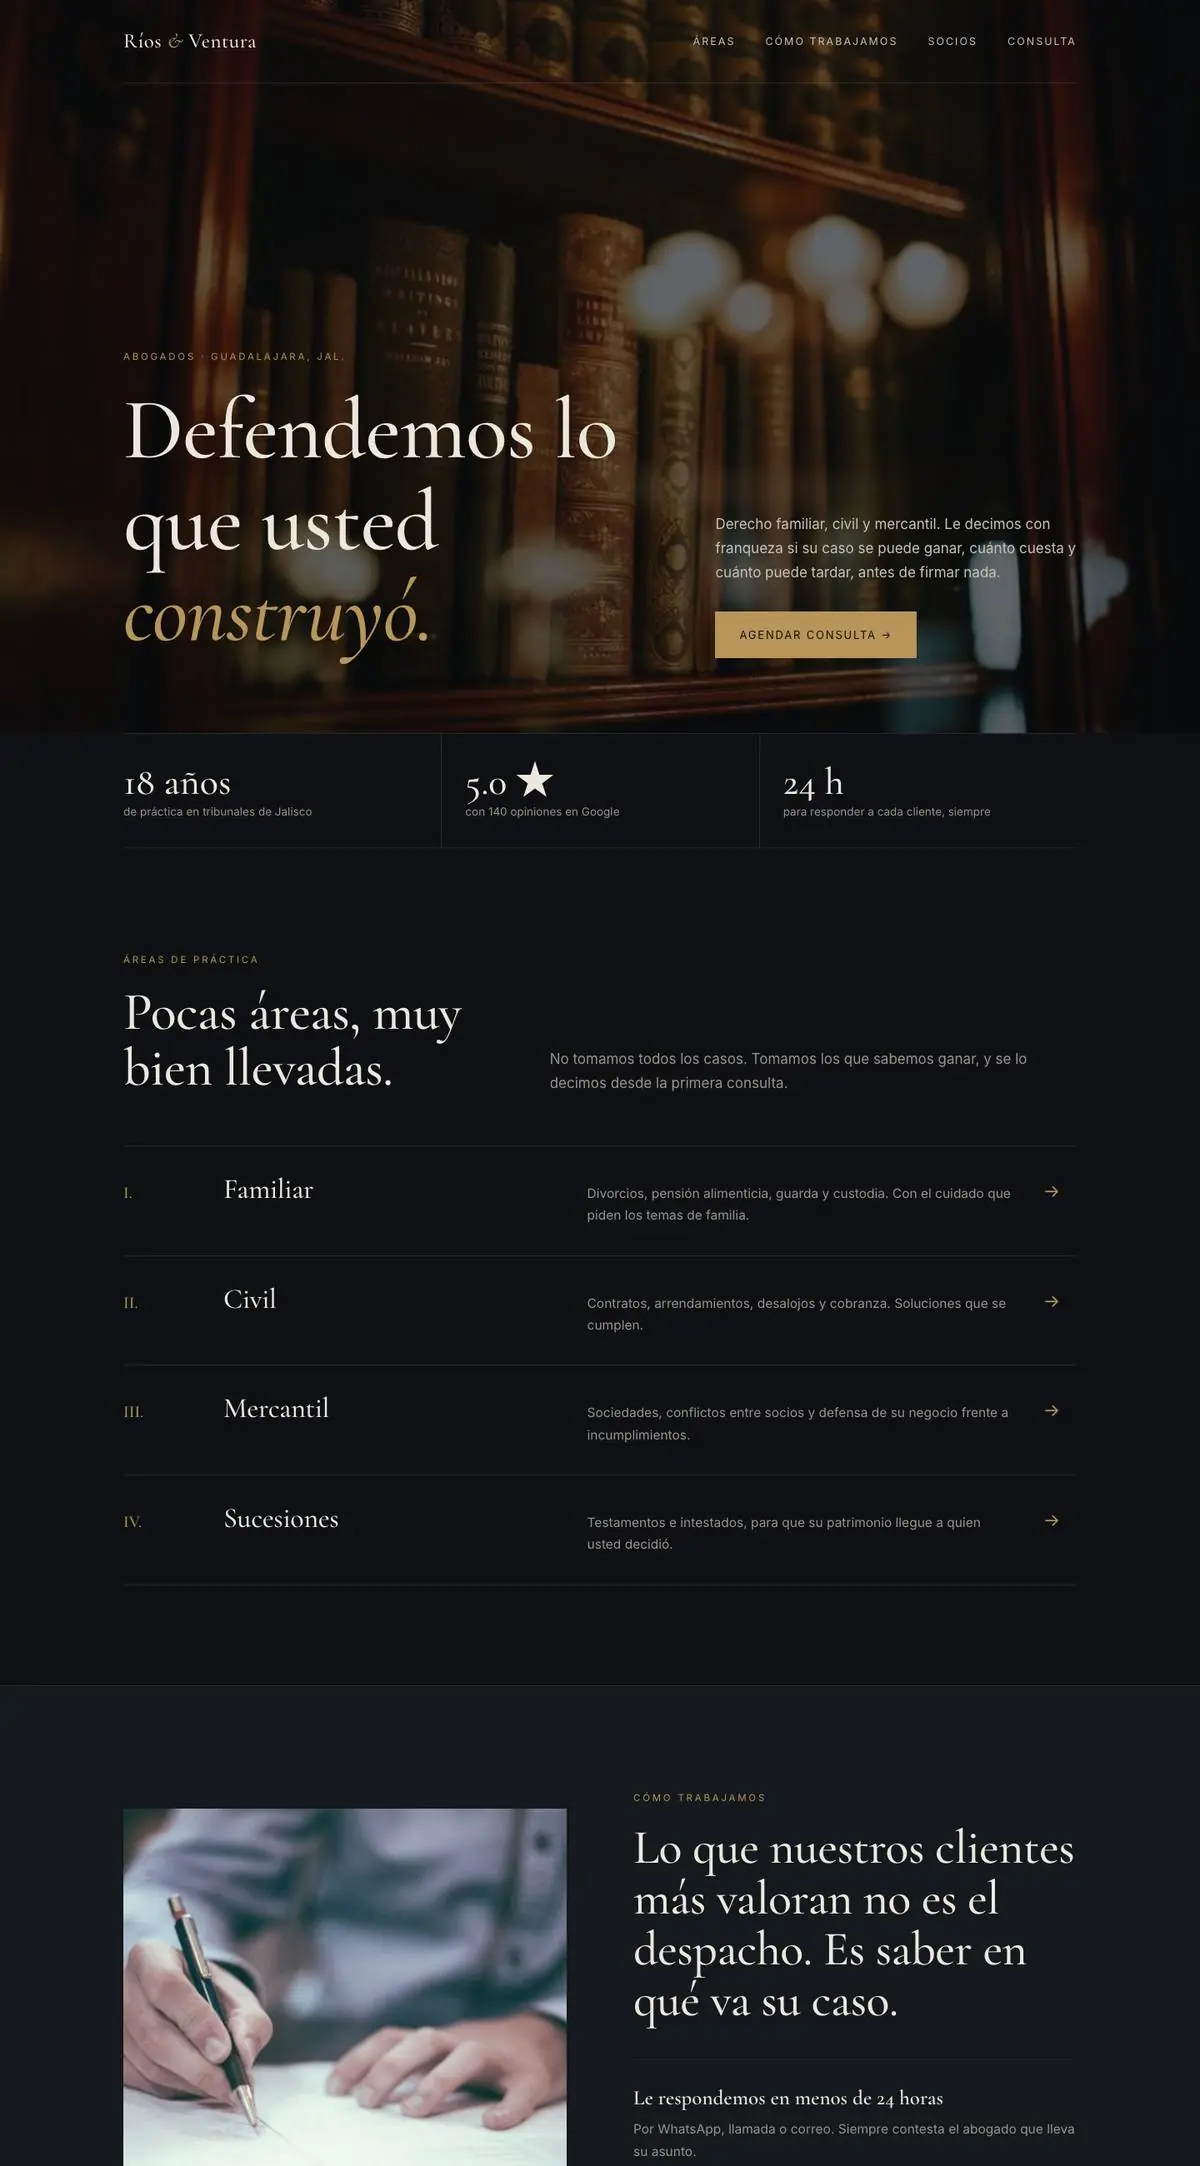 Ríos & Ventura
ÁREAS
CÓMO TRABAJAMOS
SOCIOS
CONSULTA
ABOGADOS · GUADALAJARA, JAL.
Defendemos lo
que usted
construyó.
Derecho familiar, civil y mercantil. Le decimos con
franqueza si su caso se puede ganar, cuánto cuesta y
cuánto puede tardar, antes de firmar nada.
AGENDAR CONSULTA →
18 años
de práctica en tribunales de Jalisco
5.0 ★
con 140 opiniones en Google
24 h
para responder a cada cliente, siempre
ÁREAS DE PRÁCTICA
Pocas áreas, muy
bien llevadas.
No tomamos todos los casos. Tomamos los que sabemos ganar, y se lo
decimos desde la primera consulta.
I.
Familiar
Divorcios, pensión alimenticia, guarda y custodia. Con el cuidado que
piden los temas de familia.
→
II.
Civil
Contratos, arrendamientos, desalojos y cobranza. Soluciones que se
cumplen.
→
III.
Mercantil
Sociedades, conflictos entre socios y defensa de su negocio frente a
incumplimientos.
→
IV.
Sucesiones
Testamentos e intestados, para que su patrimonio llegue a quien
usted decidió.
→
CÓMO TRABAJAMOS
Lo que nuestros clientes
más valoran no es el
despacho. Es saber en
qué va su caso.
Le respondemos en menos de 24 horas
Por WhatsApp, llamada o correo. Siempre contesta el abogado que lleva
su asunto.